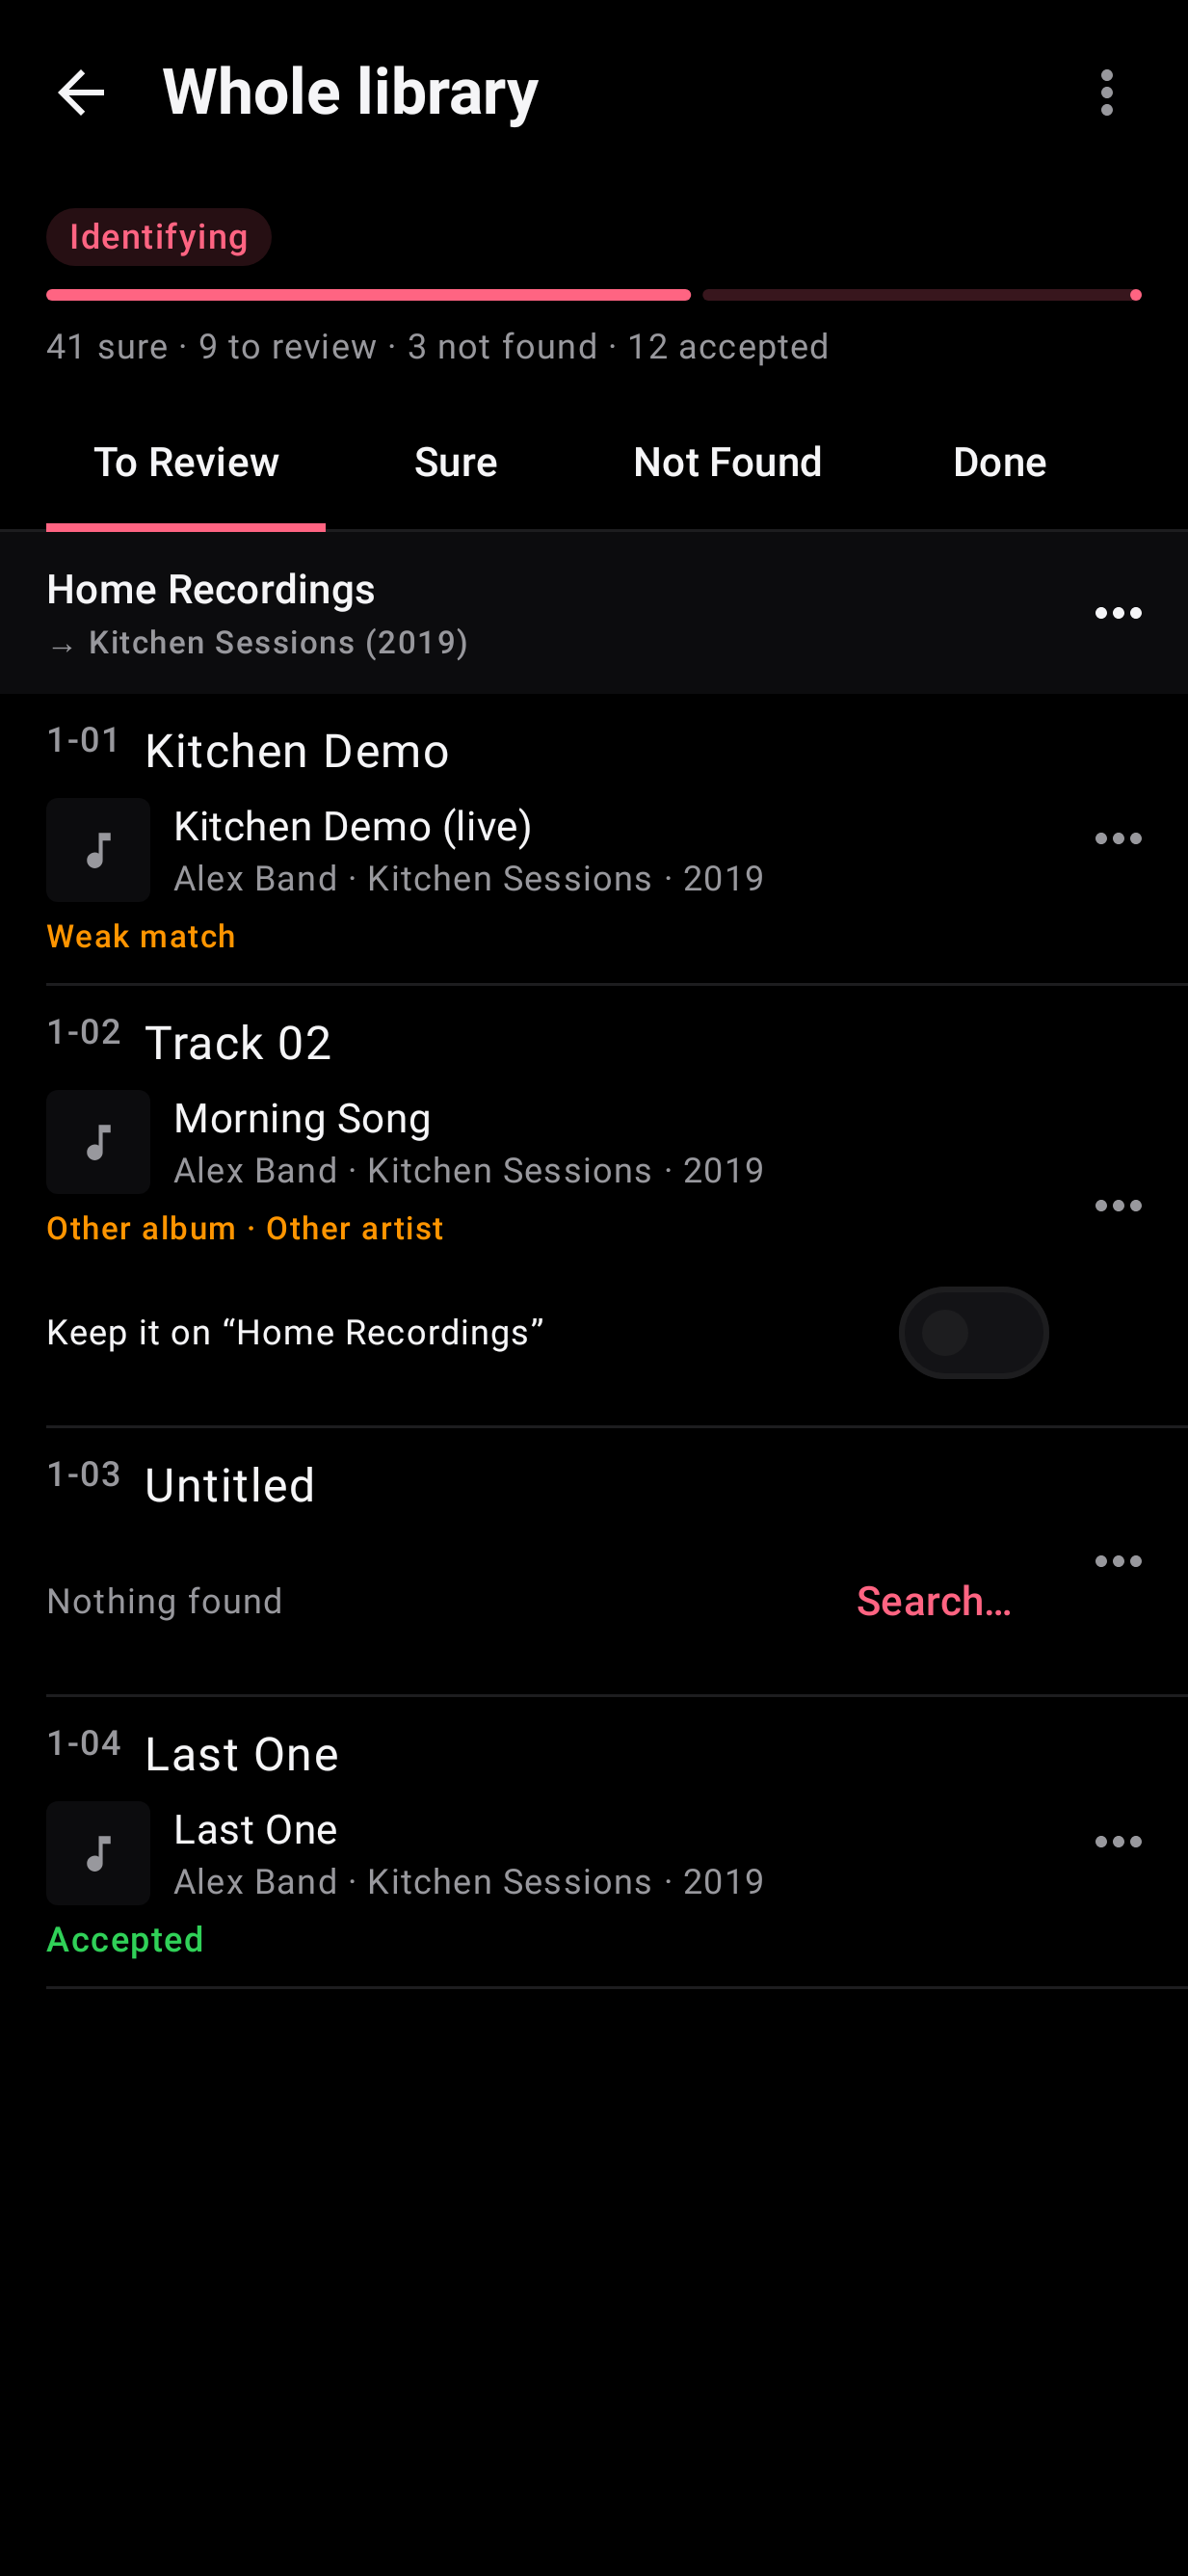 Whole library
Identifying
41 sure · 9 to review · 3 not found · 12 accepted
To Review Sure Not Found Done
Home Recordings
→ Kitchen Sessions (2019)
1-01 Kitchen Demo
Kitchen Demo (live)
Alex Band · Kitchen Sessions · 2019
Weak match
1-02 Track 02
Morning Song
Alex Band · Kitchen Sessions · 2019
Other album · Other artist
Keep it on “Home Recordings”
1-03 Untitled
Nothing found Search…
1-04 Last One
Last One
Alex Band · Kitchen Sessions · 2019
Accepted